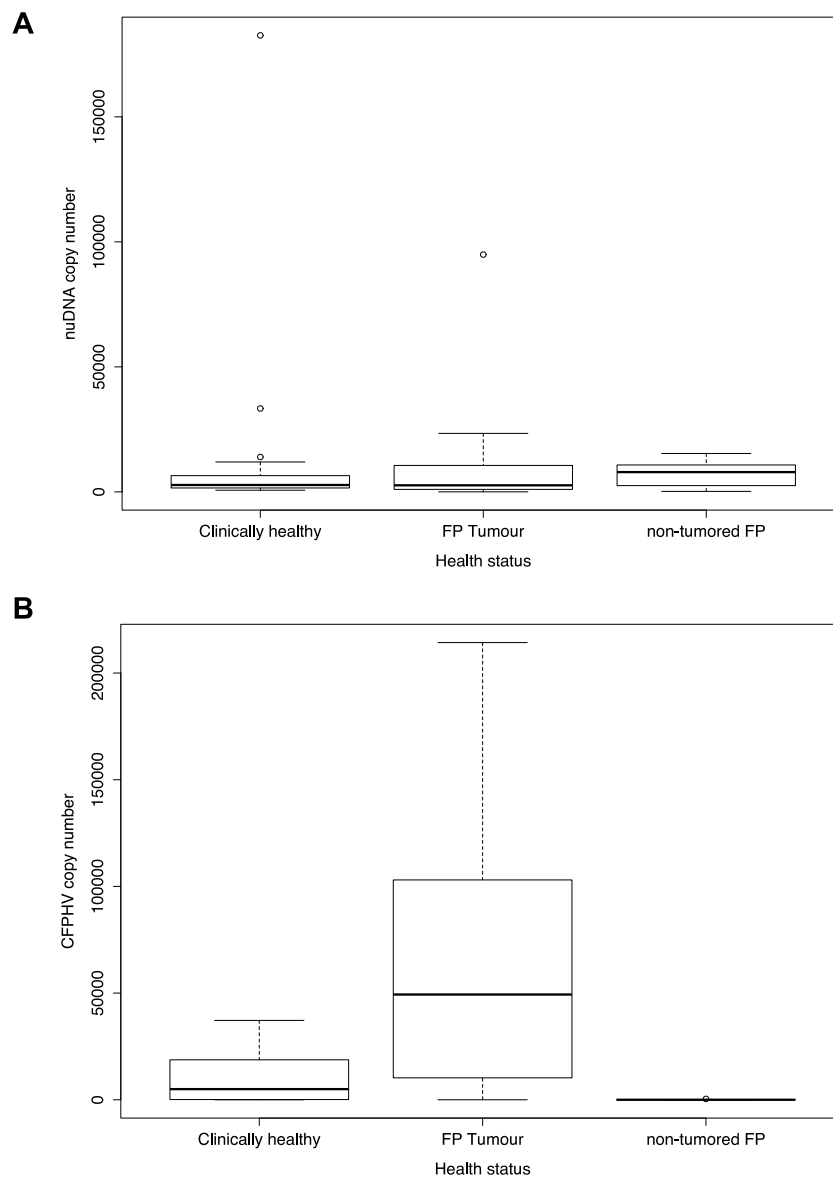 A
150000
100000
50000
0
nuDNA copy number
Clinically healthy FP Tumour non-tumored FP
Health status
B
200000
150000
100000
50000
0
CFPHV copy number
Clinically healthy FP Tumour non-tumored FP
Health status